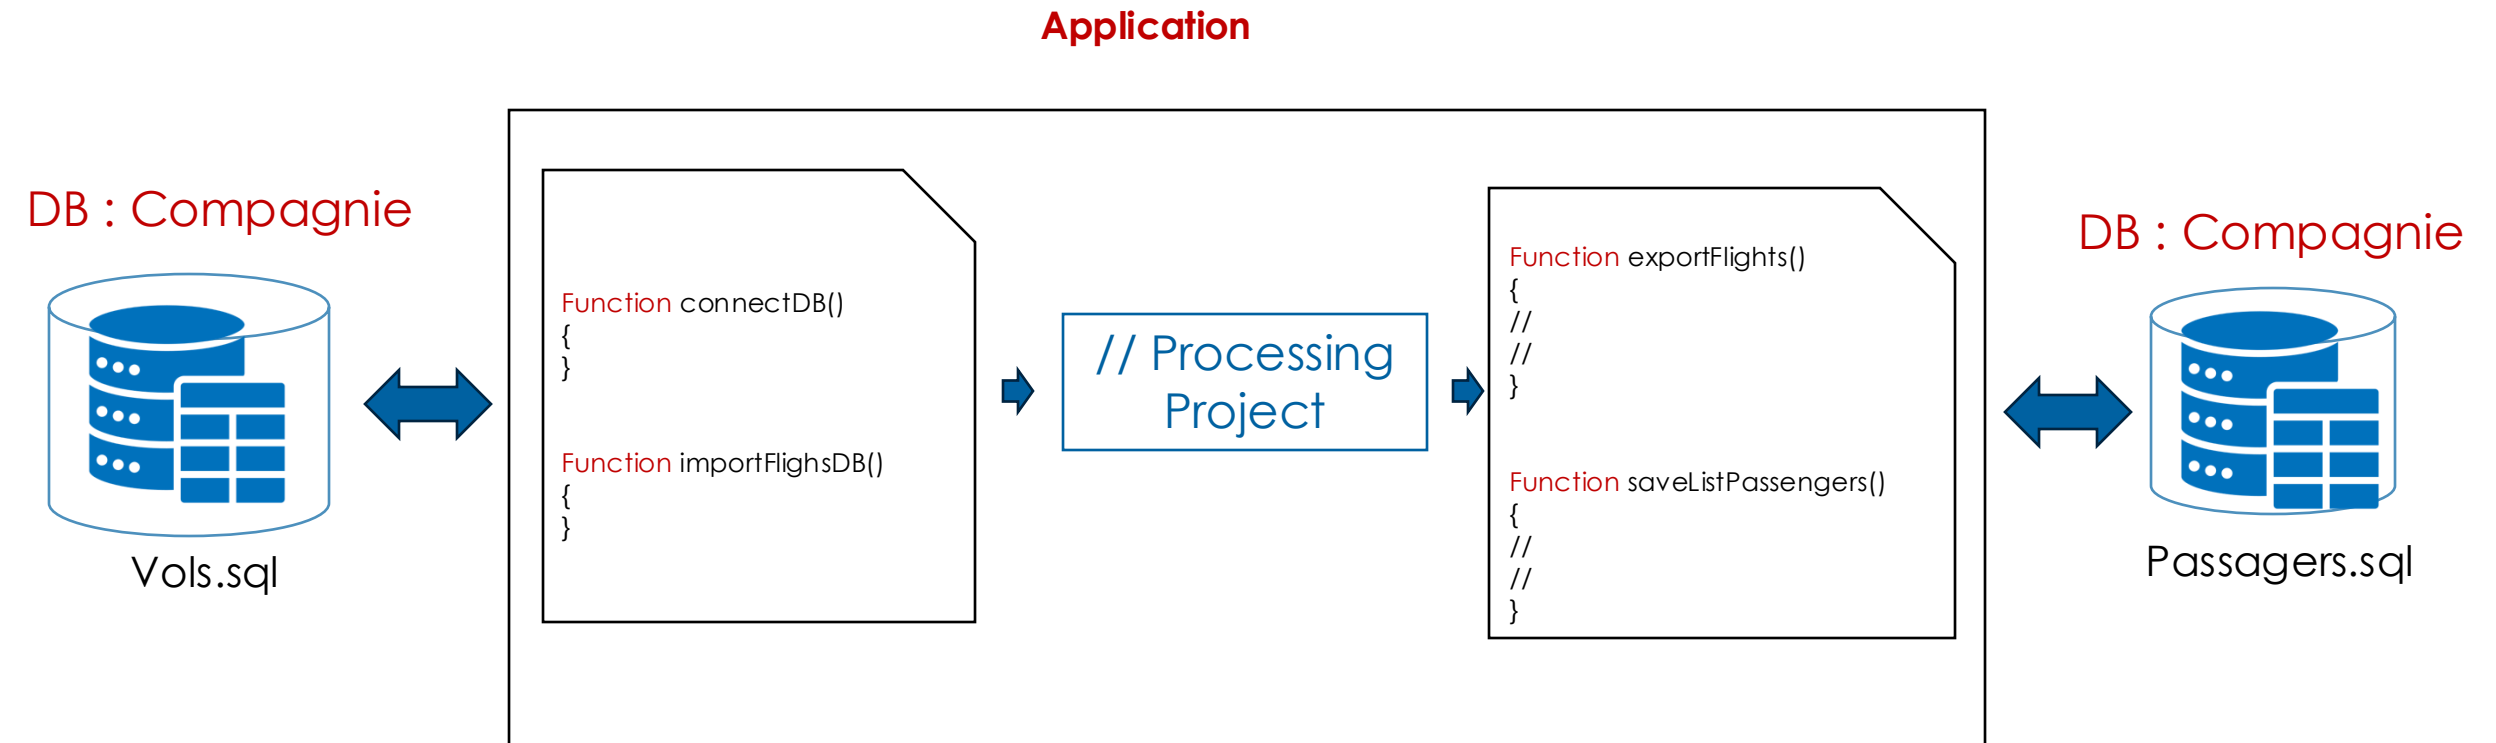 Application
DB : Compagnie
Vols.sql
Function connectDB()
{
}
Function importFlighsDB()
{
}
// Processing
Project
Function exportFlights()
{
//
//
}
Function saveListPassengers()
{
//
//
}
DB : Compagnie
Passagers.sql